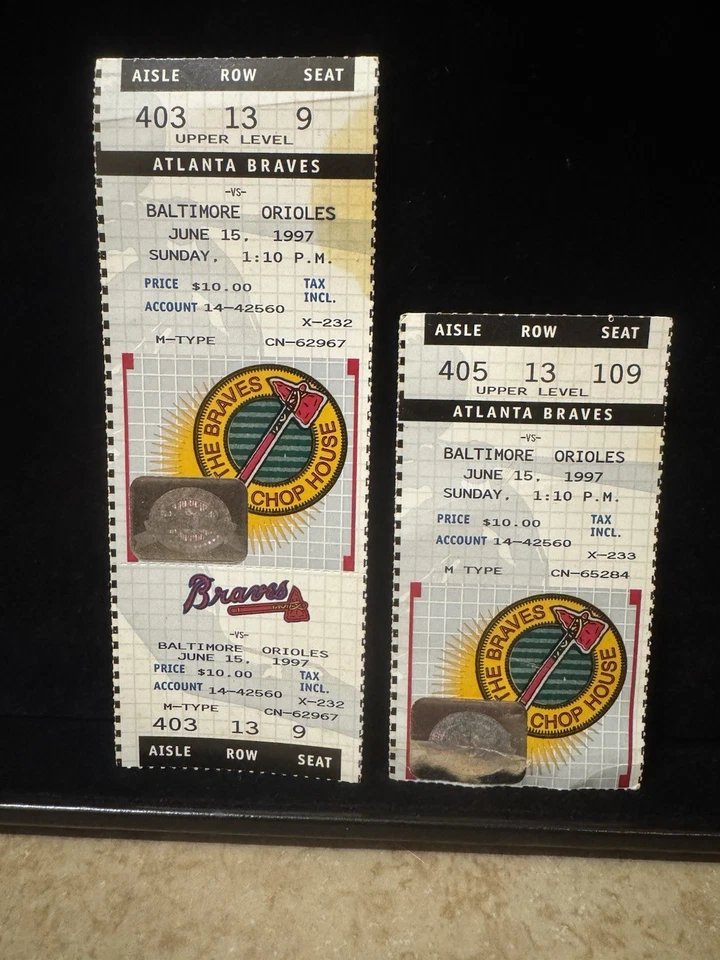 AISLE ROW SEAT
403 13 9
UPPER LEVEL
ATLANTA BRAVES
-VS-
BALTIMORE ORIOLES
JUNE 15, 1997
SUNDAY, 1:10 P.M.
PRICE $10.00 TAX INCL.
ACCOUNT 14-42560
X-232
M-TYPE CN-62967
THE BRAVES
CHOP HOUSE
Braves
-VS-
BALTIMORE ORIOLES
JUNE 15, 1997
PRICE $10.00 TAX INCL.
ACCOUNT 14-42560
X-232
M-TYPE CN-62967
403 13 9
AISLE ROW SEAT
AISLE ROW SEAT
405 13 109
UPPER LEVEL
ATLANTA BRAVES
-VS-
BALTIMORE ORIOLES
JUNE 15, 1997
SUNDAY, 1:10 P.M.
PRICE $10.00 TAX INCL.
ACCOUNT 14-42560
X-233
M TYPE CN-65284
THE BRAVES
CHOP HOUSE